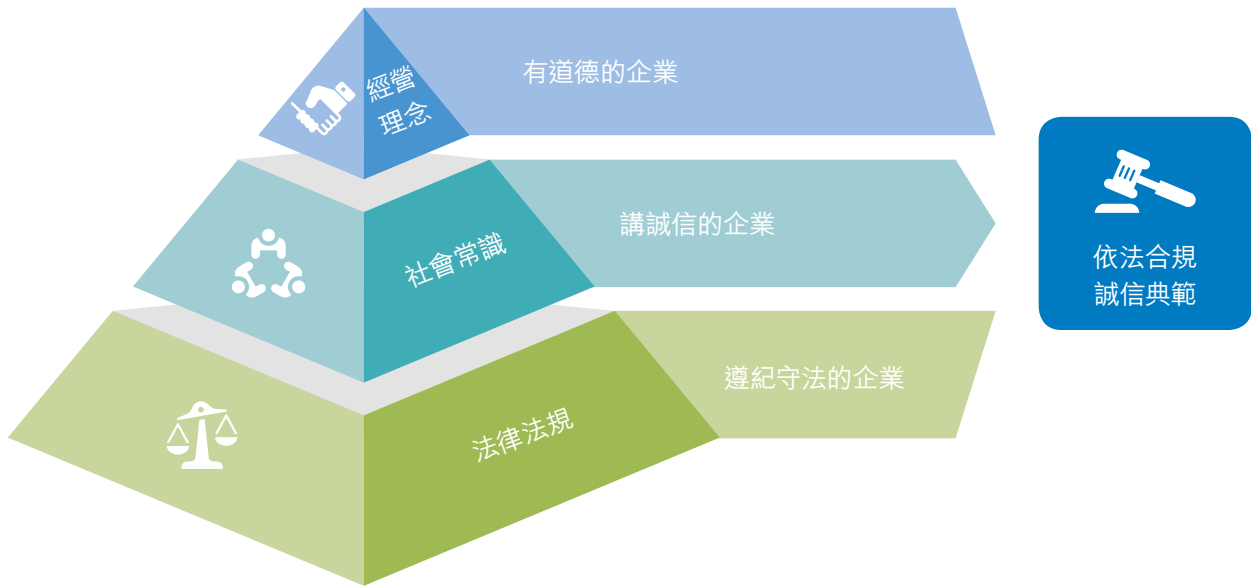 經營
理念
有道德的企業
社會常識
講誠信的企業
法律法規
遵紀守法的企業
依法合規
誠信典範